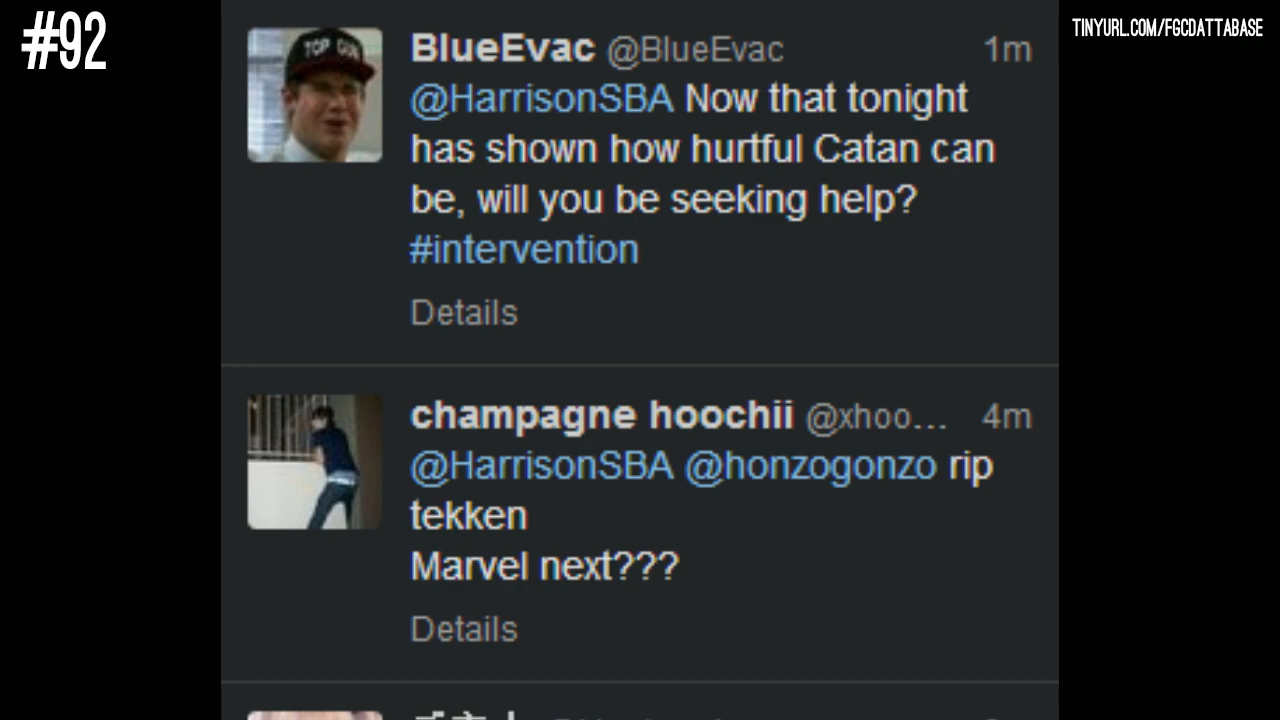 #92
TINYURL.COM/FGCDATTABASE
BlueEvac @BlueEvac 1m
@HarrisonSBA Now that tonight
has shown how hurtful Catan can
be, will you be seeking help?
#intervention
Details
champagne hoochii @xhoo... 4m
@HarrisonSBA @honzogonzo rip
tekken
Marvel next???
Details